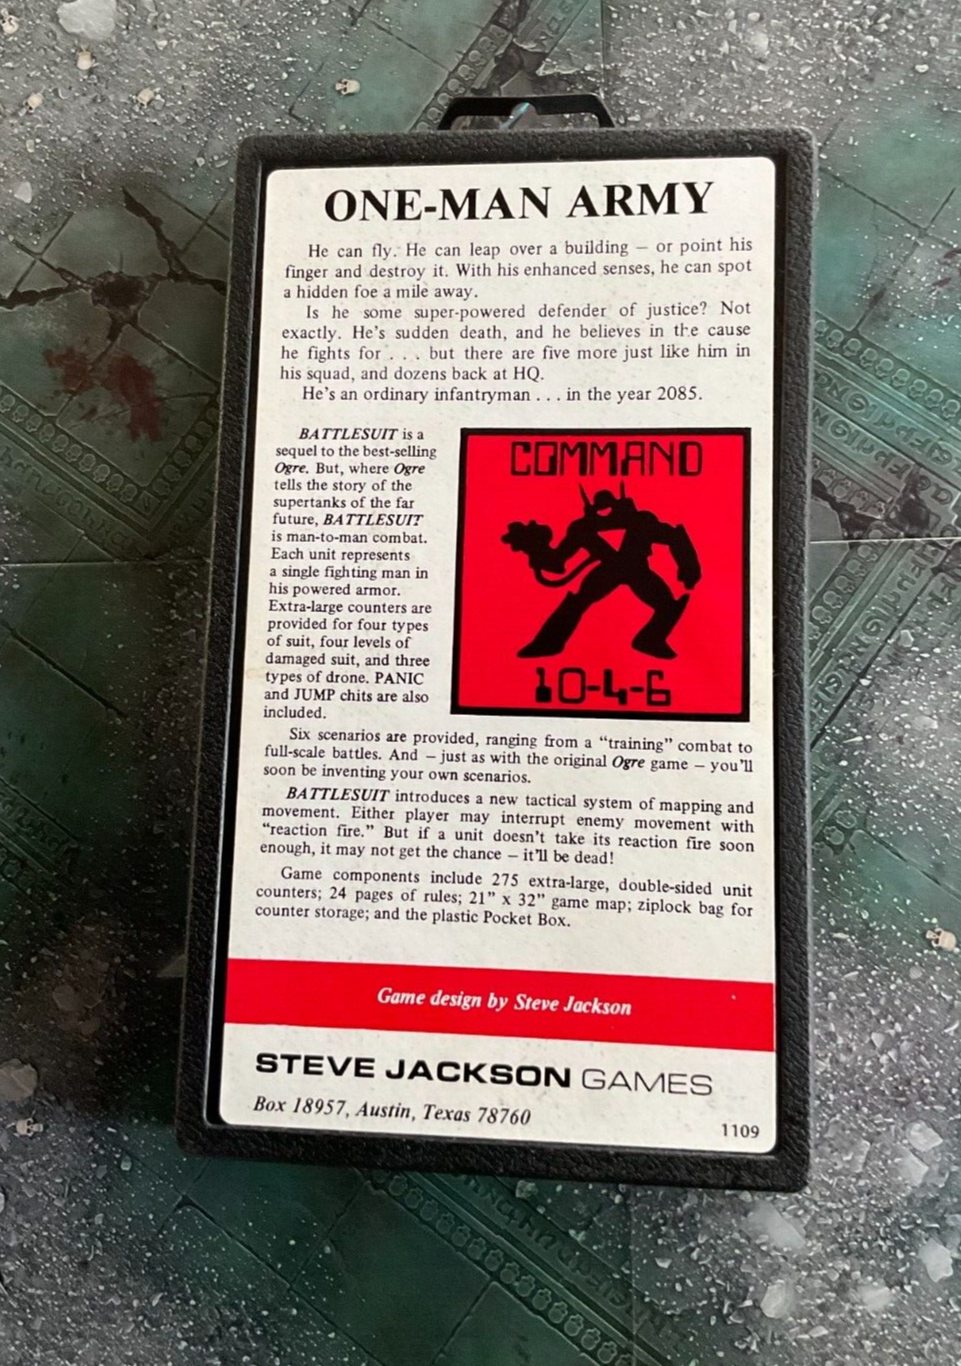 ONE-MAN ARMY
He can fly. He can leap over a building – or point his
finger and destroy it. With his enhanced senses, he can spot
a hidden foe a mile away.
Is he some super-powered defender of justice? Not
exactly. He's sudden death, and he believes in the cause
he fights for . . . but there are five more just like him in
his squad, and dozens back at HQ.
He's an ordinary infantryman . . . in the year 2085.
BATTLESUIT is a
sequel to the best-selling
Ogre. But, where Ogre
tells the story of the
supertanks of the far
future, BATTLESUIT
is man-to-man combat.
Each unit represents
a single fighting man in
his powered armor.
Extra-large counters are
provided for four types
of suit, four levels of
damaged suit, and three
types of drone. PANIC
and JUMP chits are also
included.
COMMAND
10-4-6
Six scenarios are provided, ranging from a “training” combat to
full-scale battles. And – just as with the original Ogre game – you'll
soon be inventing your own scenarios.
BATTLESUIT introduces a new tactical system of mapping and
movement. Either player may interrupt enemy movement with
“reaction fire.” But if a unit doesn't take its reaction fire soon
enough, it may not get the chance – it'll be dead!
Game components include 275 extra-large, double-sided unit
counters; 24 pages of rules; 21” x 32” game map; ziplock bag for
counter storage; and the plastic Pocket Box.
Game design by Steve Jackson
STEVE JACKSON GAMES
Box 18957, Austin, Texas 78760
1109